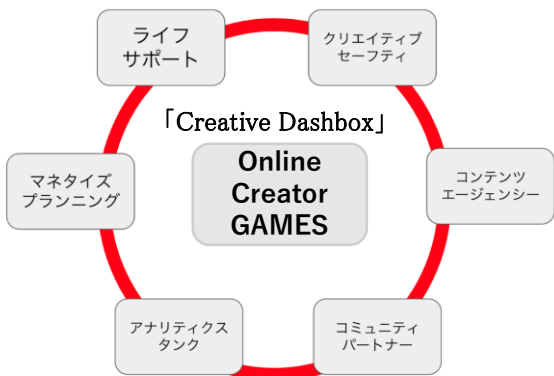 ライフ
サポート
クリエイティブ
セーフティ
「Creative Dashbox」
Online
Creator
GAMES
マネタイズ
プランニング
コンテンツ
エージェンシー
アナリティクス
タンク
コミュニティ
パートナー